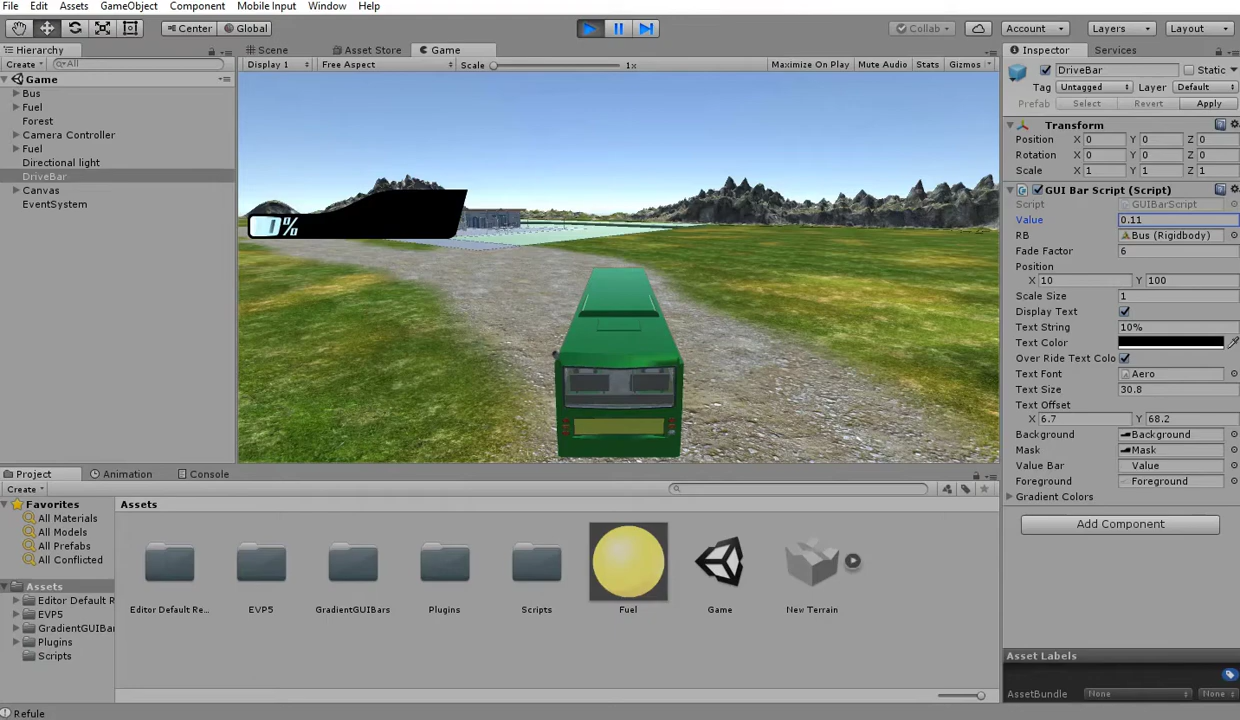 File Edit Assets GameObject Component Mobile Input Window Help
Center Global Collab Account Layers Layout
Hierarchy Scene Asset Store Game Inspector Services
Create All Display 1 Free Aspect Scale 1x Maximize On Play Mute Audio Stats Gizmos
DriveBar Static
Game
Tag Untagged Layer Default
Bus
Prefab Select Revert Apply
Fuel
Forest
Transform
Camera Controller
Position X 0 Y 0 Z 0
Fuel
Rotation X 0 Y 0 Z 0
Directional light
Scale X 1 Y 1 Z 1
DriveBar
Canvas
GUI Bar Script (Script)
EventSystem
Script GUIBarScript
Value 0.11
%
RB Bus (Rigidbody)
Fade Factor 6
Position
X 10 Y 100
Scale Size 1
Display Text
Text String 10%
Text Color
Over Ride Text Colo
Text Font Aero
Text Size 30.8
Text Offset
X 6.7 Y 68.2
Background Background
Mask Mask
Value Bar Value
Foreground Foreground
Gradient Colors
Add Component
Project Animation Console
Create
Favorites
All Materials
All Models
All Prefabs
All Conflicted
Assets
Editor Default R
EVP5
GradientGUIBa
Plugins
Scripts
Assets
Editor Default Re... EVP5 GradientGUIBars Plugins Scripts Fuel Game New Terrain
Asset Labels
AssetBundle None None
Refule